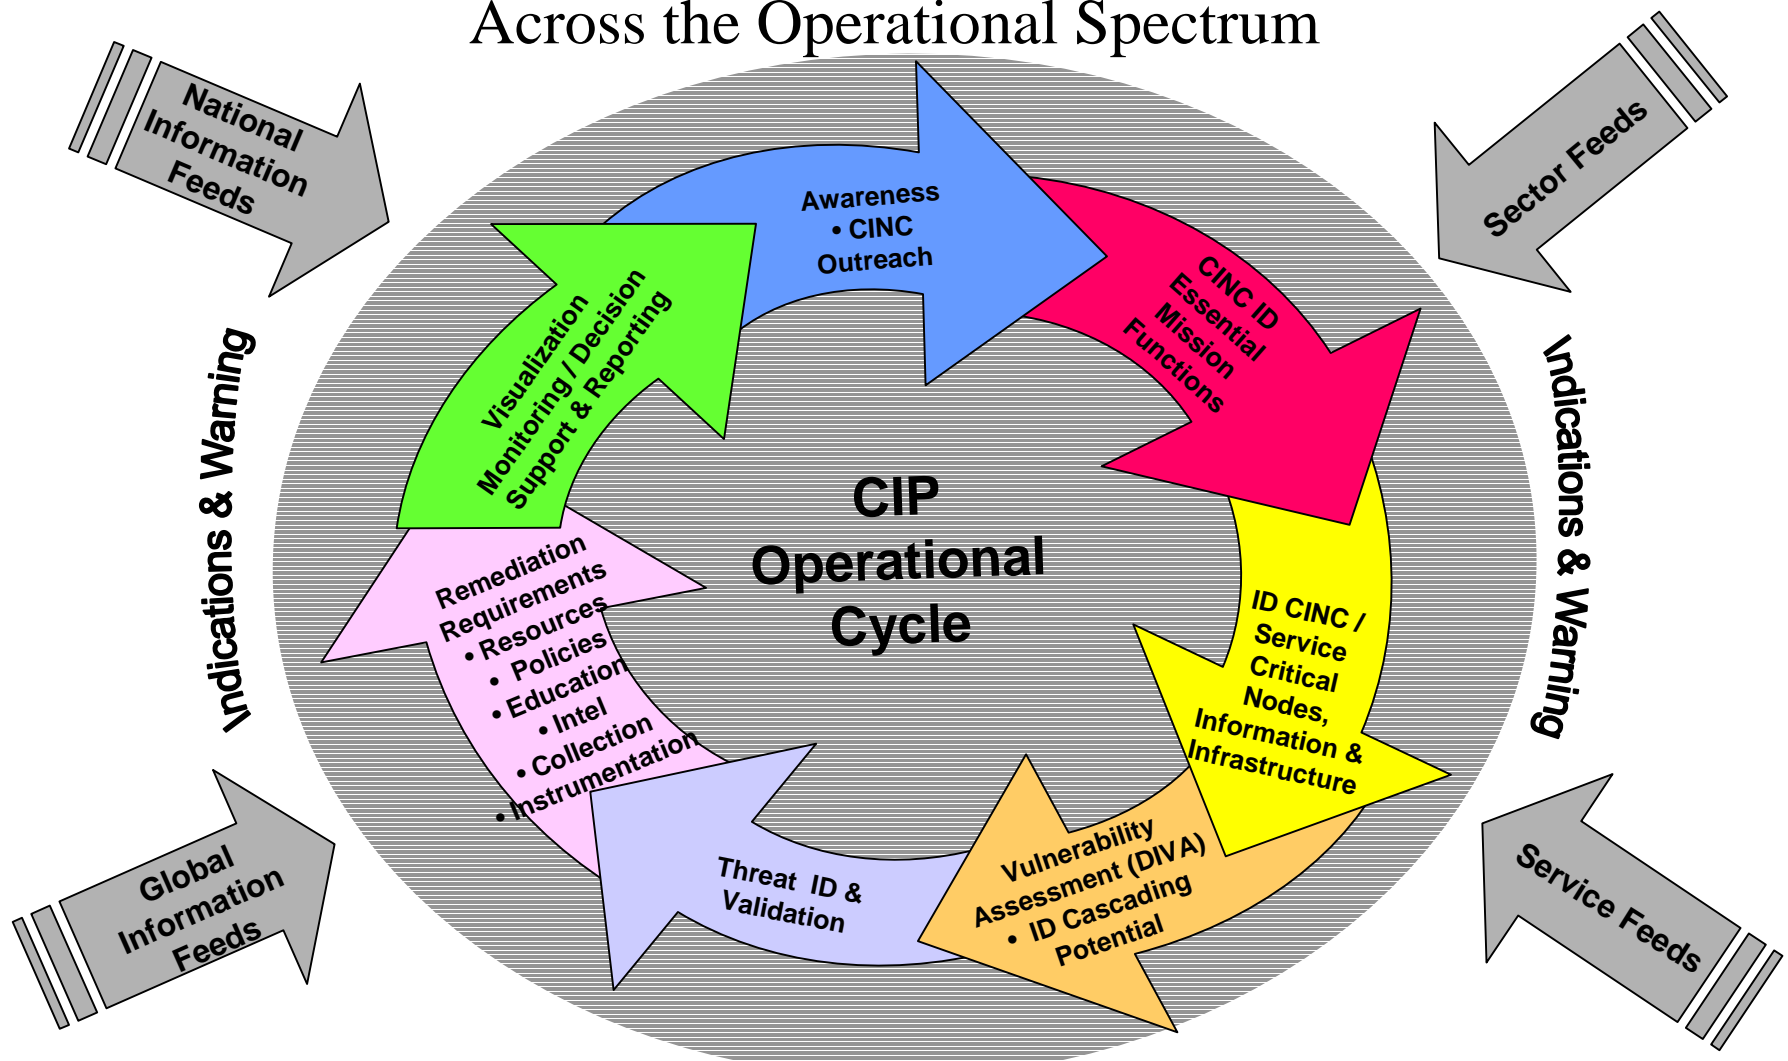 Across the Operational Spectrum
National
Information
Feeds
Sector Feeds
Awareness
• CINC
Outreach
CINC ID
Essential
Mission
Functions
Visualization
Monitoring / Decision
Support & Reporting
Indications & Warning
Indications & Warning
CIP
Operational
Cycle
Remediation
Requirements
• Resources
• Policies
• Education
• Intel
• Collection
• Instrumentation
ID CINC /
Service
Critical
Nodes,
Information &
Infrastructure
Vulnerability
Assessment (DIVA)
• ID Cascading
Potential
Threat ID &
Validation
Global
Information
Feeds
Service Feeds